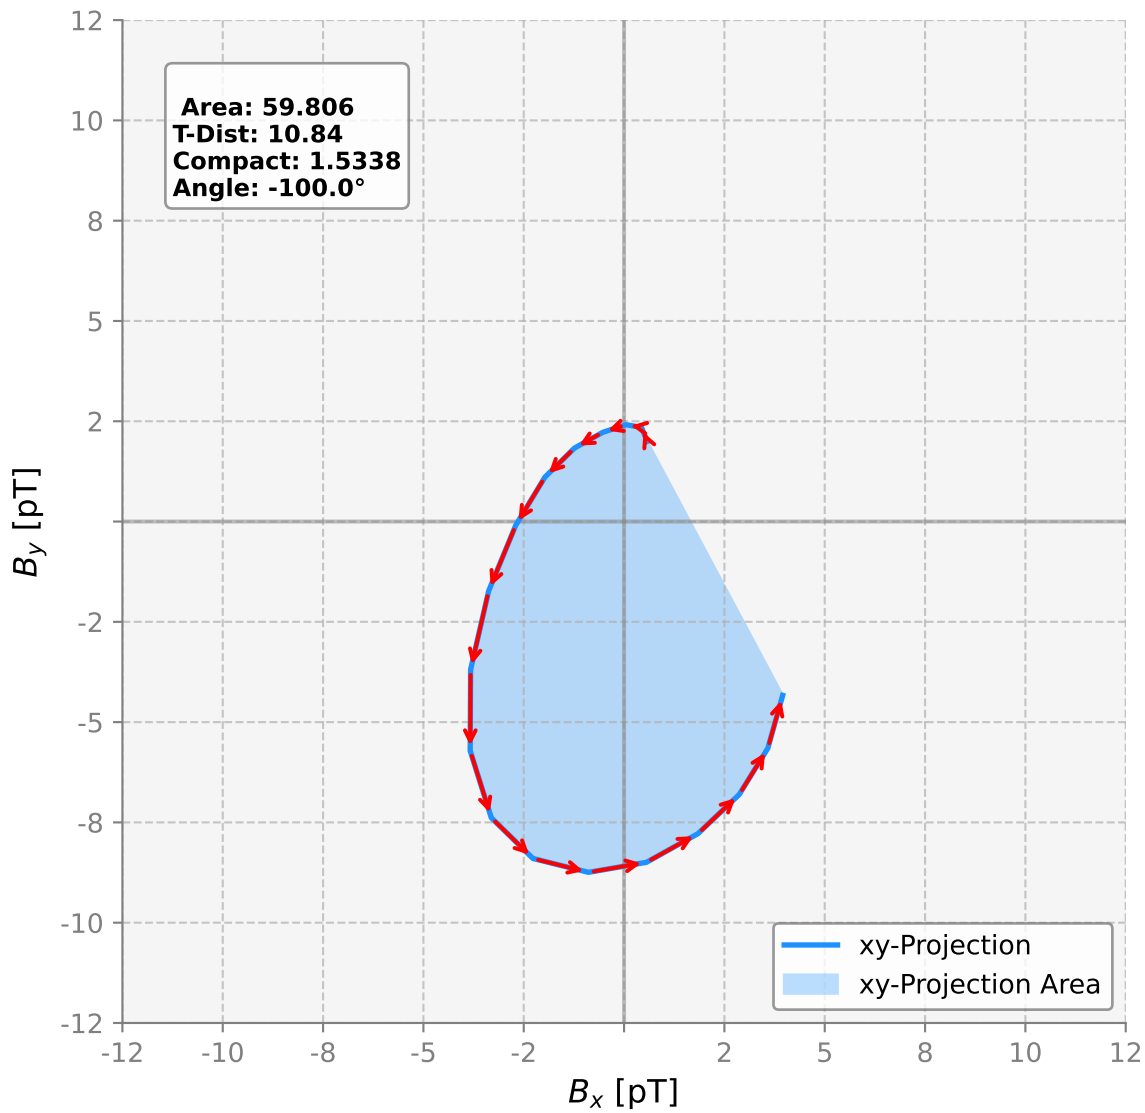 12
Area: 59.806
T-Dist: 10.84
Compact: 1.5338
Angle: -100.0°
10
8
5
2
-2
-5
-8
-10
-12
B_y [pT]
xy-Projection
xy-Projection Area
-12 -10 -8 -5 -2 2 5 8 10 12
B_x [pT]